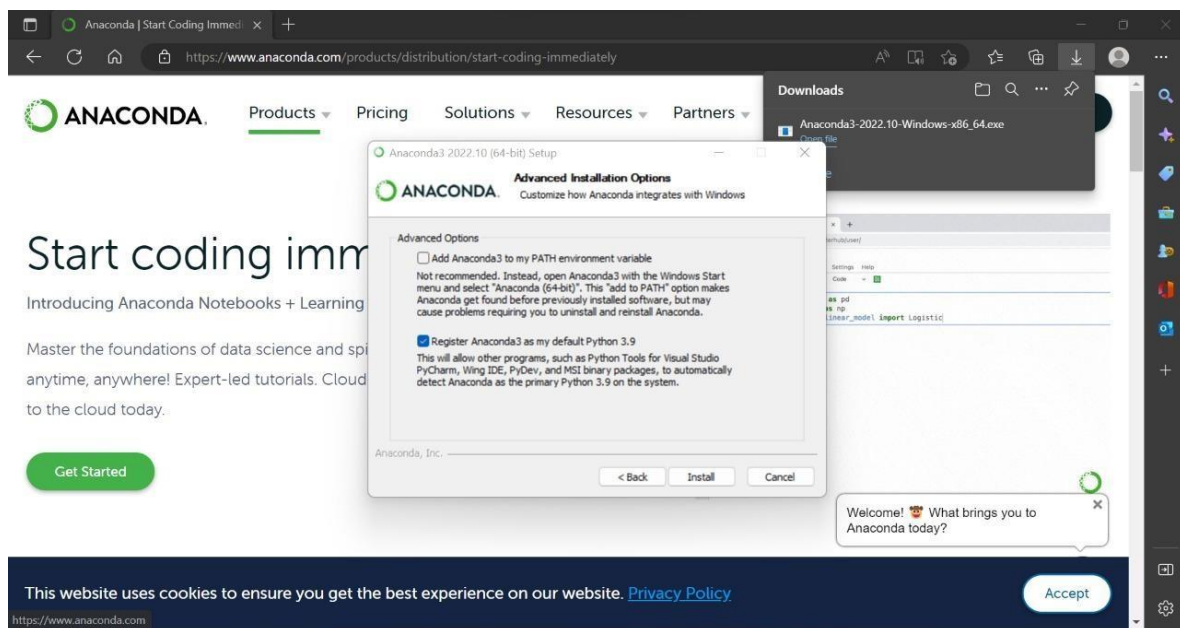 Anaconda | Start Coding Immedi
https://www.anaconda.com/products/distribution/start-coding-immediately
Downloads
Anaconda3-2022.10-Windows-x86_64.exe
Open file
ANACONDA.
Products
Pricing
Solutions
Resources
Partners
Anaconda3 2022.10 (64-bit) Setup
ANACONDA.
Advanced Installation Options
Customize how Anaconda integrates with Windows
Advanced Options
Add Anaconda3 to my PATH environment variable
Not recommended. Instead, open Anaconda3 with the Windows Start
menu and select "Anaconda (64-bit)". This "add to PATH" option makes
Anaconda get found before previously installed software, but may
cause problems requiring you to uninstall and reinstall Anaconda.
Register Anaconda3 as my default Python 3.9
This will allow other programs, such as Python Tools for Visual Studio
PyCharm, Wing IDE, PyDev, and MSI binary packages, to automatically
detect Anaconda as the primary Python 3.9 on the system.
Anaconda, Inc.
< Back
Install
Cancel
Start coding imm
Introducing Anaconda Notebooks + Learning
Master the foundations of data science and spi
anytime, anywhere! Expert-led tutorials. Cloud
to the cloud today.
Get Started
Settings Help
Code
as pd
as np
linear_model import Logistic
Welcome! 🤠 What brings you to
Anaconda today?
This website uses cookies to ensure you get the best experience on our website. Privacy Policy
Accept
https://www.anaconda.com